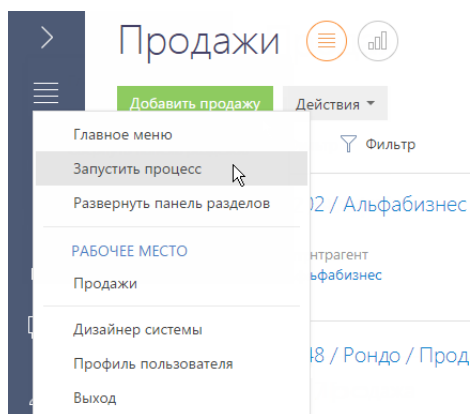 Продажи
Добавить продажу
Действия
Главное меню
Фильтр
Запустить процесс
Развернуть панель разделов
02 / Альфабизнес
РАБОЧЕЕ МЕСТО
нтрагент
ьфабизнес
Продажи
Дизайнер системы
Профиль пользователя
48 / Рондо / Прод
Выход